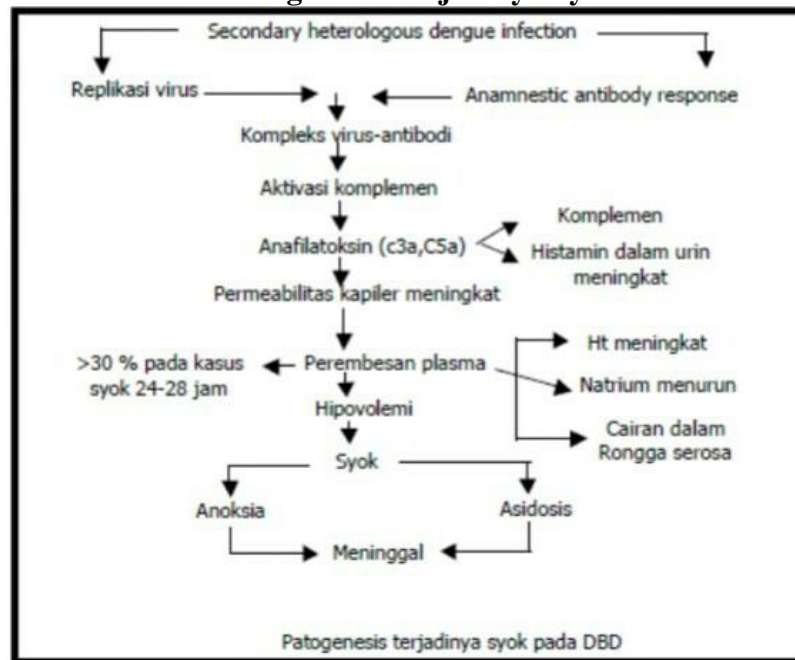 Secondary heterologous dengue infection
Replikasi virus
Anamnestic antibody response
Kompleks virus-antibodi
Aktivasi komplemen
Anafilatoksin (c3a,C5a)
Komplemen
Histamin dalam urin
meningkat
Permeabilitas kapiler meningkat
>30 % pada kasus
syok 24-28 jam
Perembesan plasma
Ht meningkat
Natrium menurun
Cairan dalam
Rongga serosa
Hipovolemi
Syok
Anoksia
Asidosis
Meninggal
Patogenesis terjadinya syok pada DBD